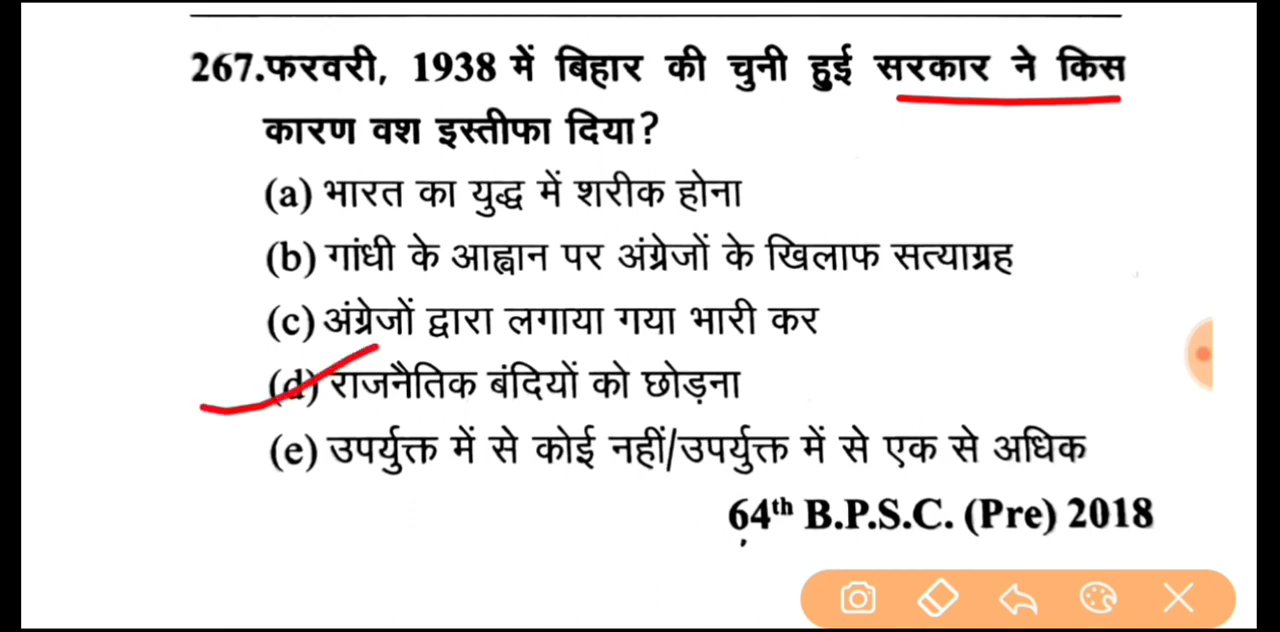 267.फरवरी, 1938 में बिहार की चुनी हुई सरकार ने किस
कारण वश इस्तीफा दिया?
(a) भारत का युद्ध में शरीक होना
(b) गांधी के आह्वान पर अंग्रेजों के खिलाफ सत्याग्रह
(c) अंग्रेजों द्वारा लगाया गया भारी कर
(d) राजनैतिक बंदियों को छोड़ना
(e) उपर्युक्त में से कोई नहीं/उपर्युक्त में से एक से अधिक
64th B.P.S.C. (Pre) 2018